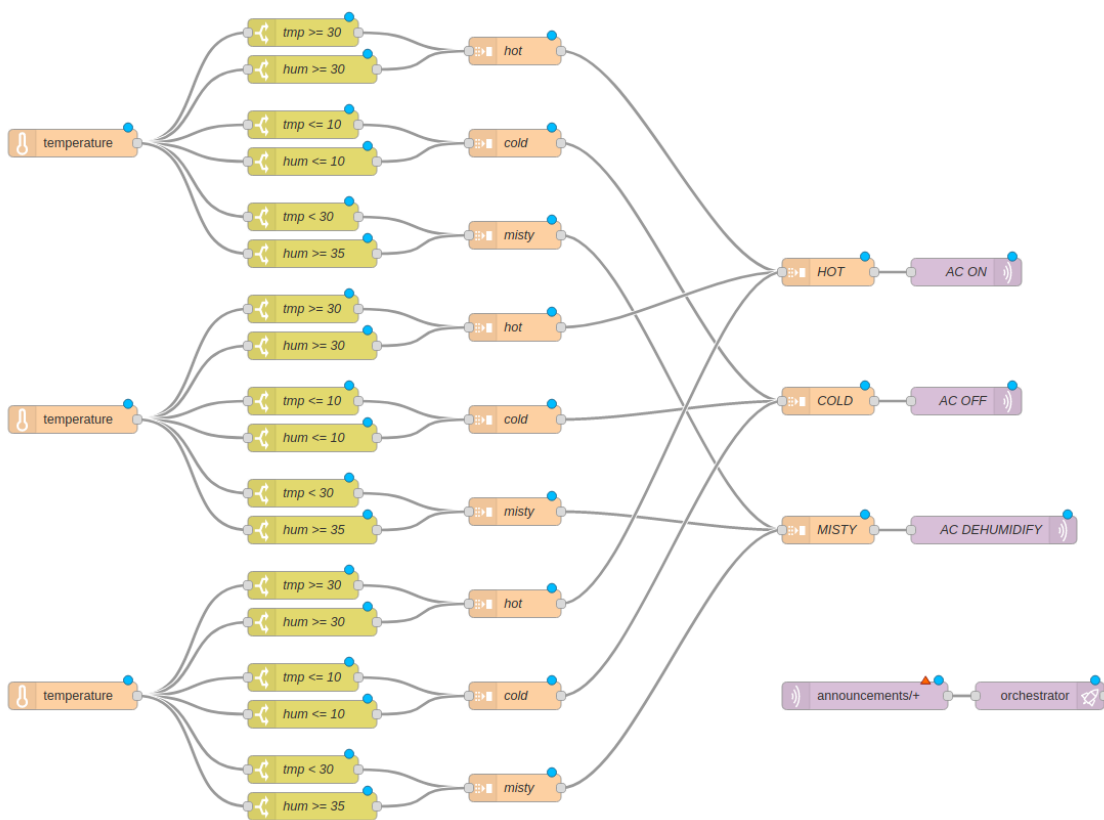 temperature
tmp >= 30
hum >= 30
hot
tmp <= 10
hum <= 10
cold
tmp < 30
hum >= 35
misty
temperature
tmp >= 30
hum >= 30
hot
tmp <= 10
hum <= 10
cold
tmp < 30
hum >= 35
misty
temperature
tmp >= 30
hum >= 30
hot
tmp <= 10
hum <= 10
cold
tmp < 30
hum >= 35
misty
HOT
AC ON
COLD
AC OFF
MISTY
AC DEHUMIDIFY
announcements/+
orchestrator